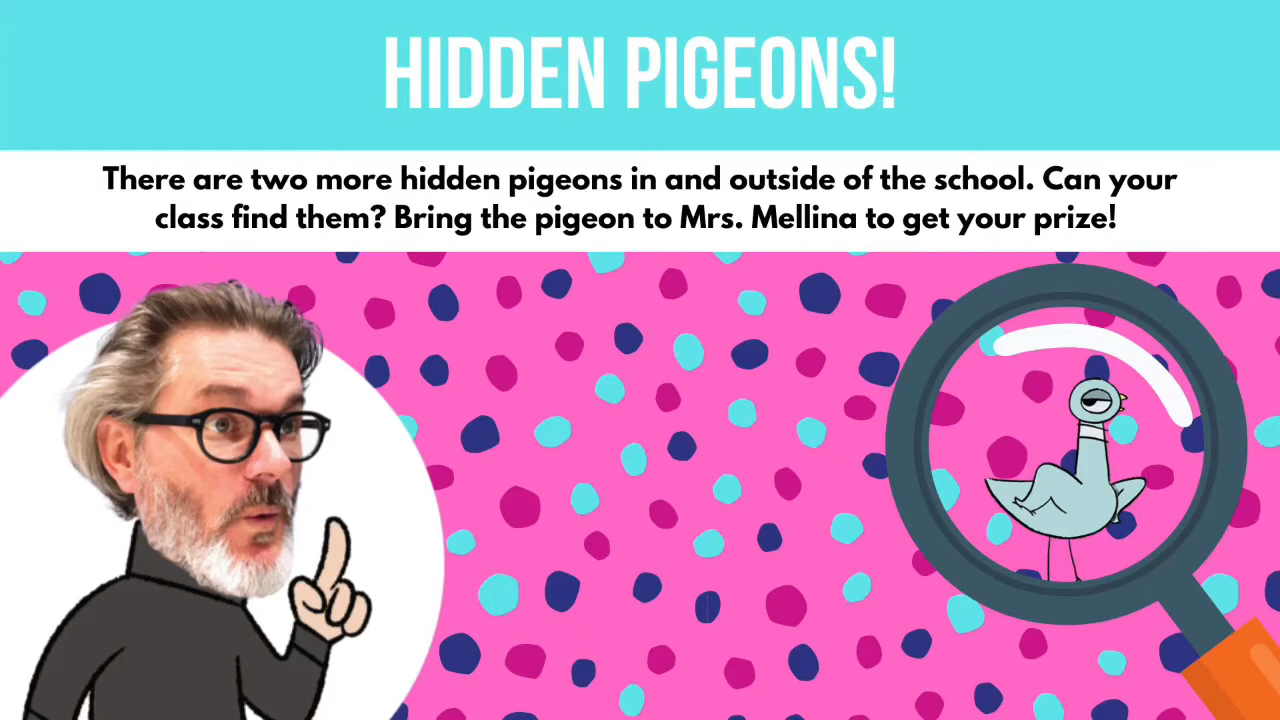 HIDDEN PIGEONS!
There are two more hidden pigeons in and outside of the school. Can your
class find them? Bring the pigeon to Mrs. Mellina to get your prize!